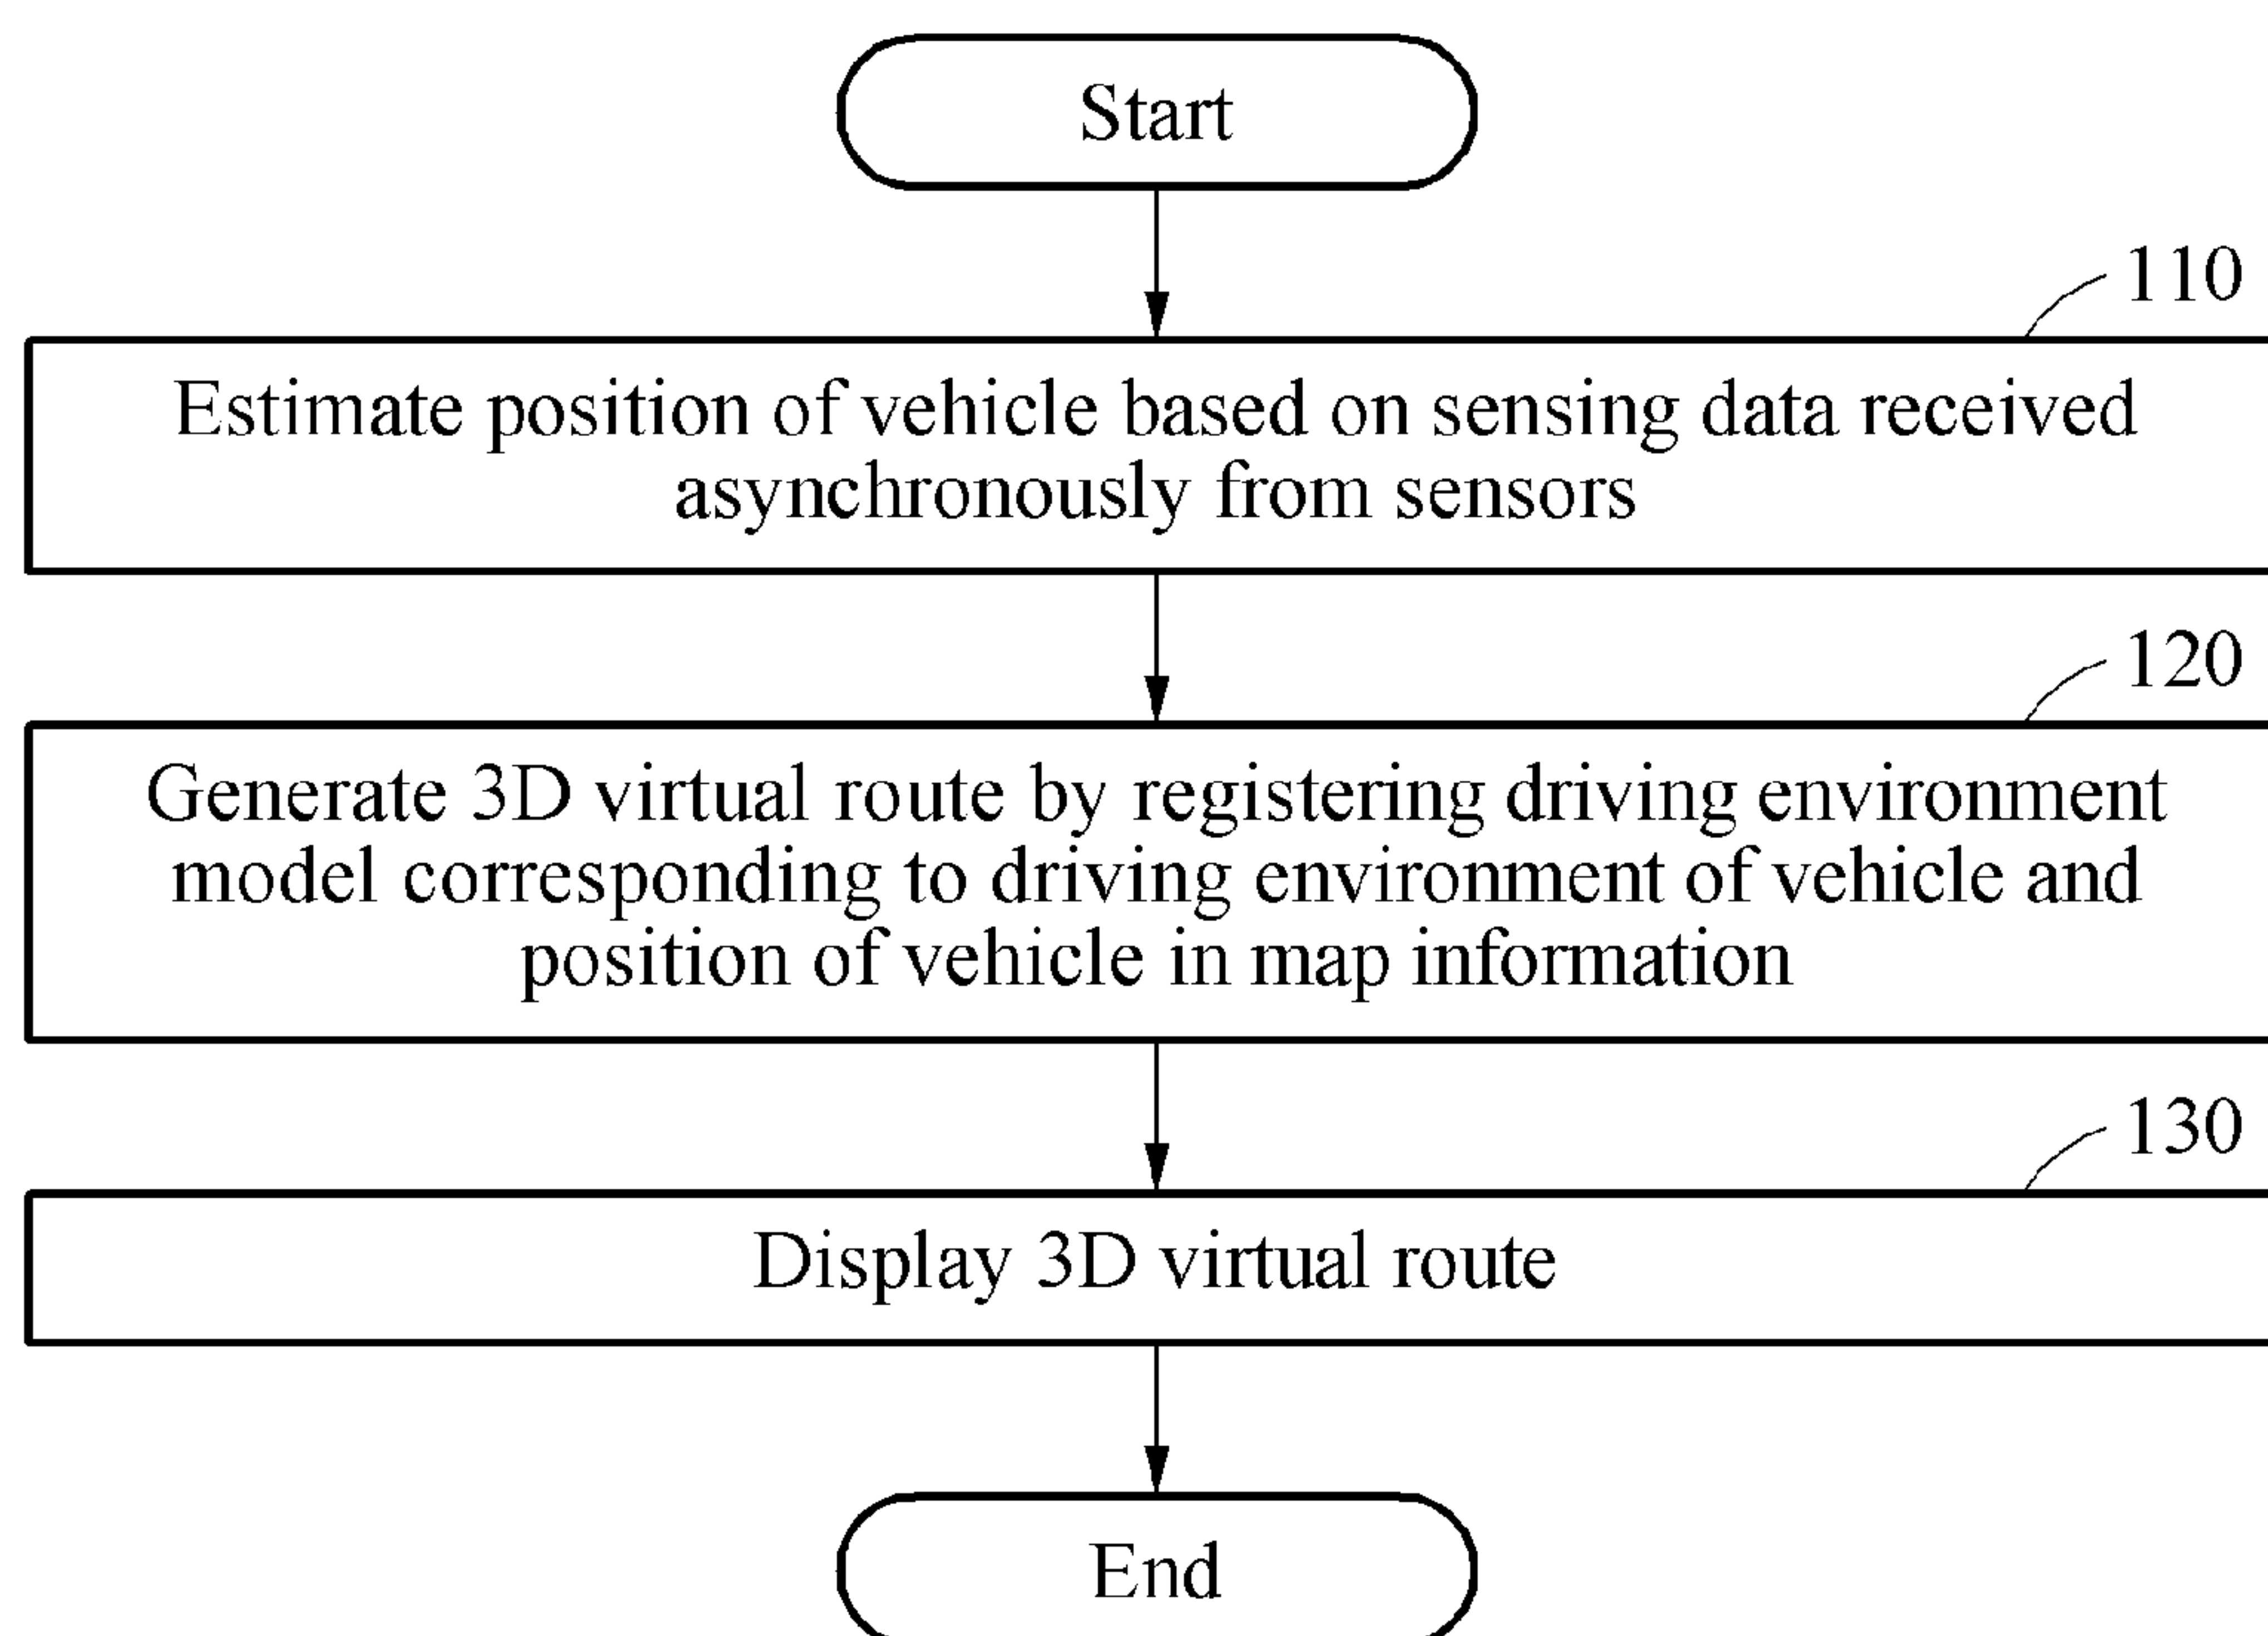 Start
110
Estimate position of vehicle based on sensing data received
asynchronously from sensors
120
Generate 3D virtual route by registering driving environment
model corresponding to driving environment of vehicle and
position of vehicle in map information
130
Display 3D virtual route
End